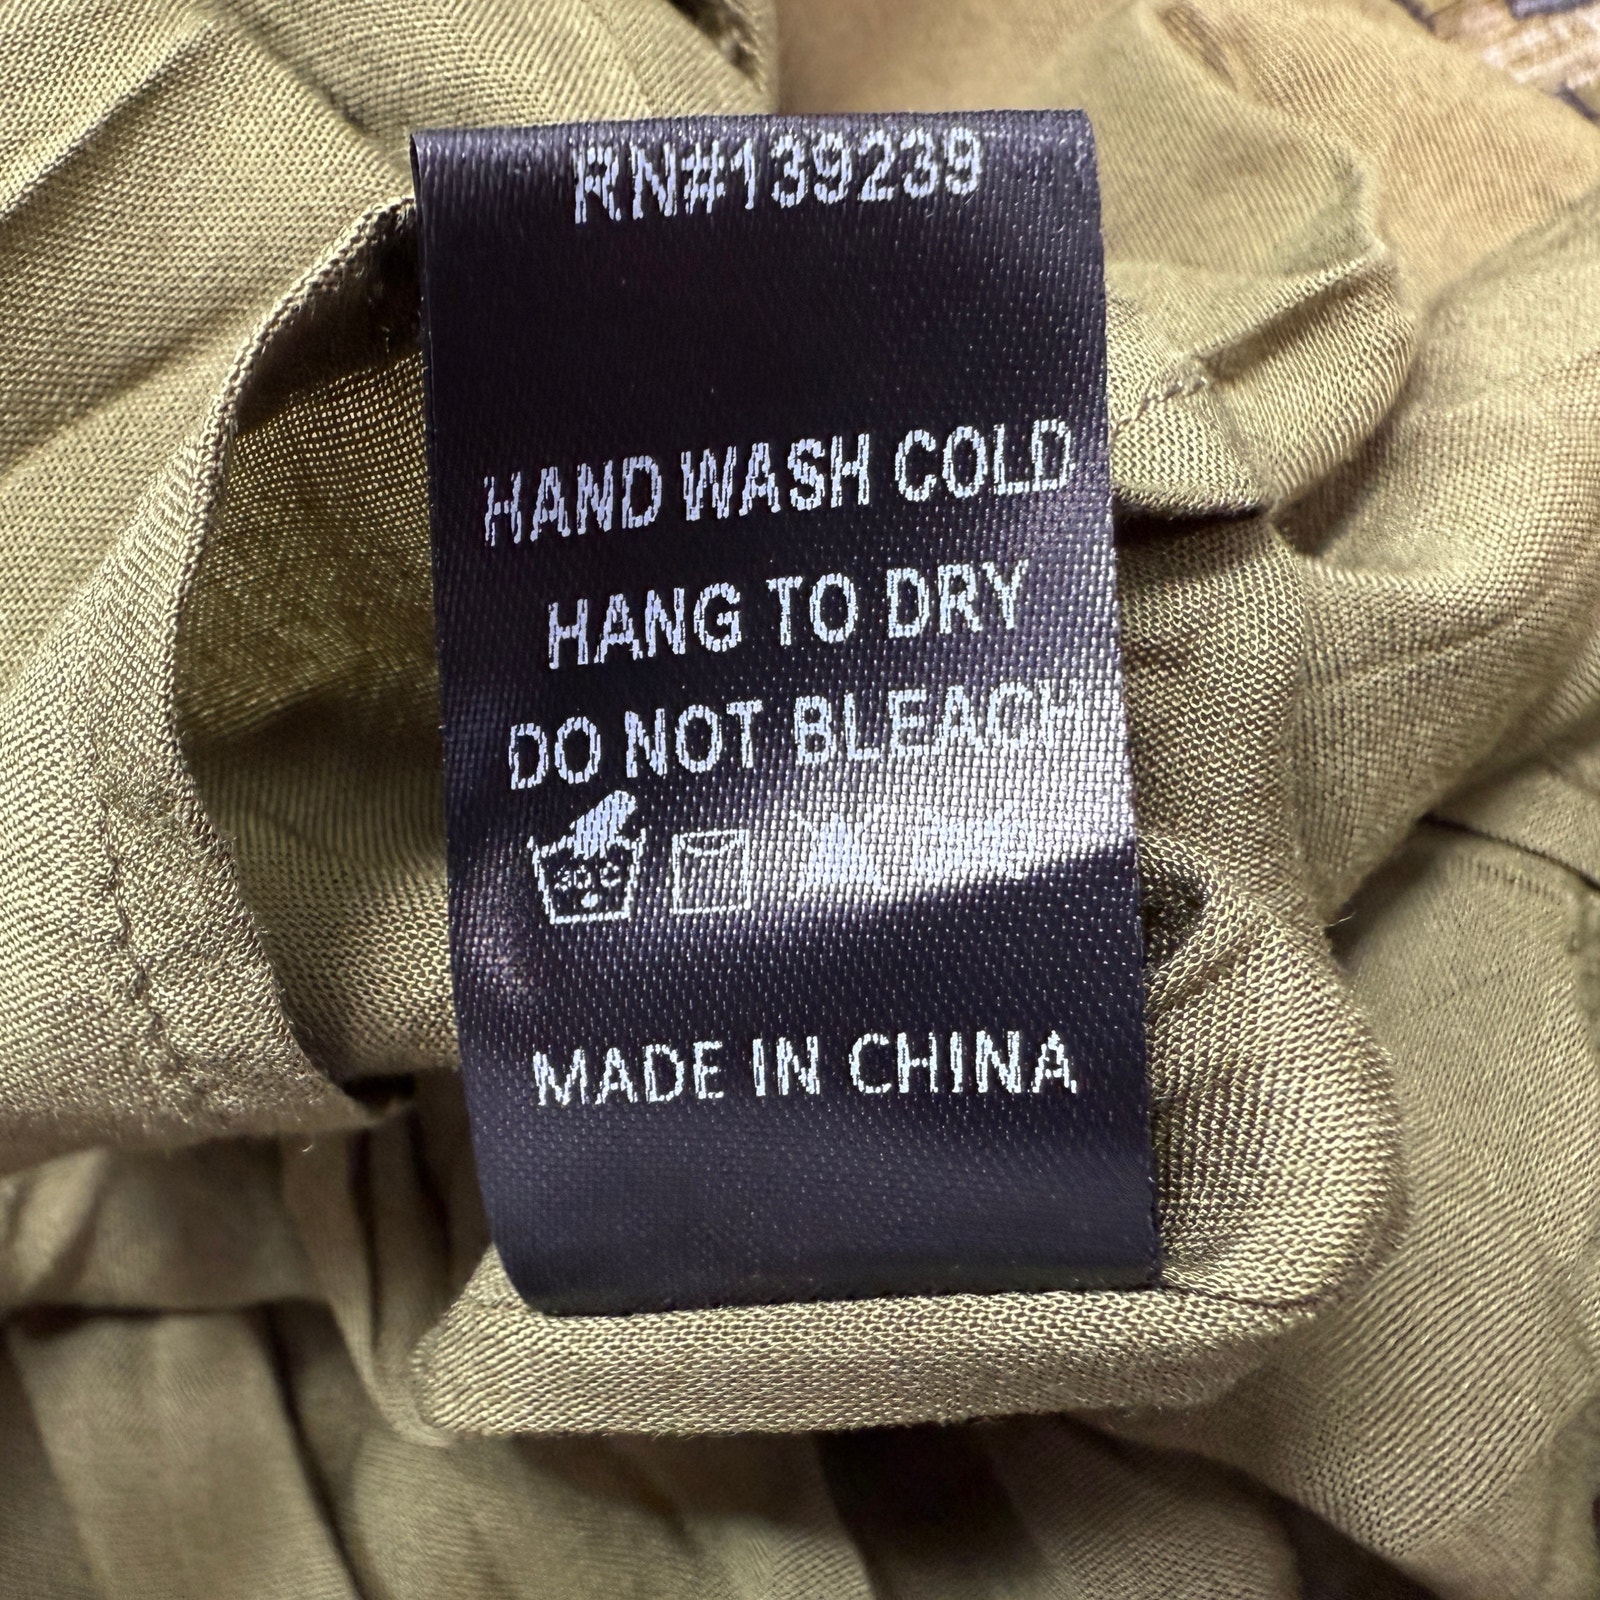 RN#139239
HAND WASH COLD
HANG TO DRY
DO NOT BLEACH
MADE IN CHINA